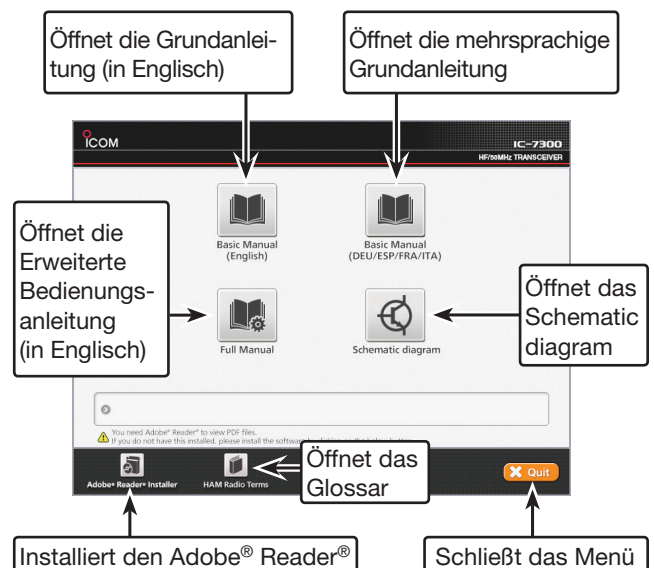 Öffnet die Grundanlei-
tung (in Englisch)
Öffnet die mehrsprachige
Grundanleitung
ICOM
IC-7300
HF/50MHz TRANSCEIVER
Basic Manual
(English)
Basic Manual
(DEU/ESP/FRA/ITA)
Öffnet die
Erweiterte
Bedienungs-
anleitung
(in Englisch)
Full Manual
Schematic diagram
Öffnet das
Schematic
diagram
You need Adobe® Reader® to view PDF files.
If you do not have this installed, please install the software
Adobe® Reader® Installer
HAM Radio Terms
Öffnet das
Glossar
Quit
Installiert den Adobe® Reader®
Schließt das Menü